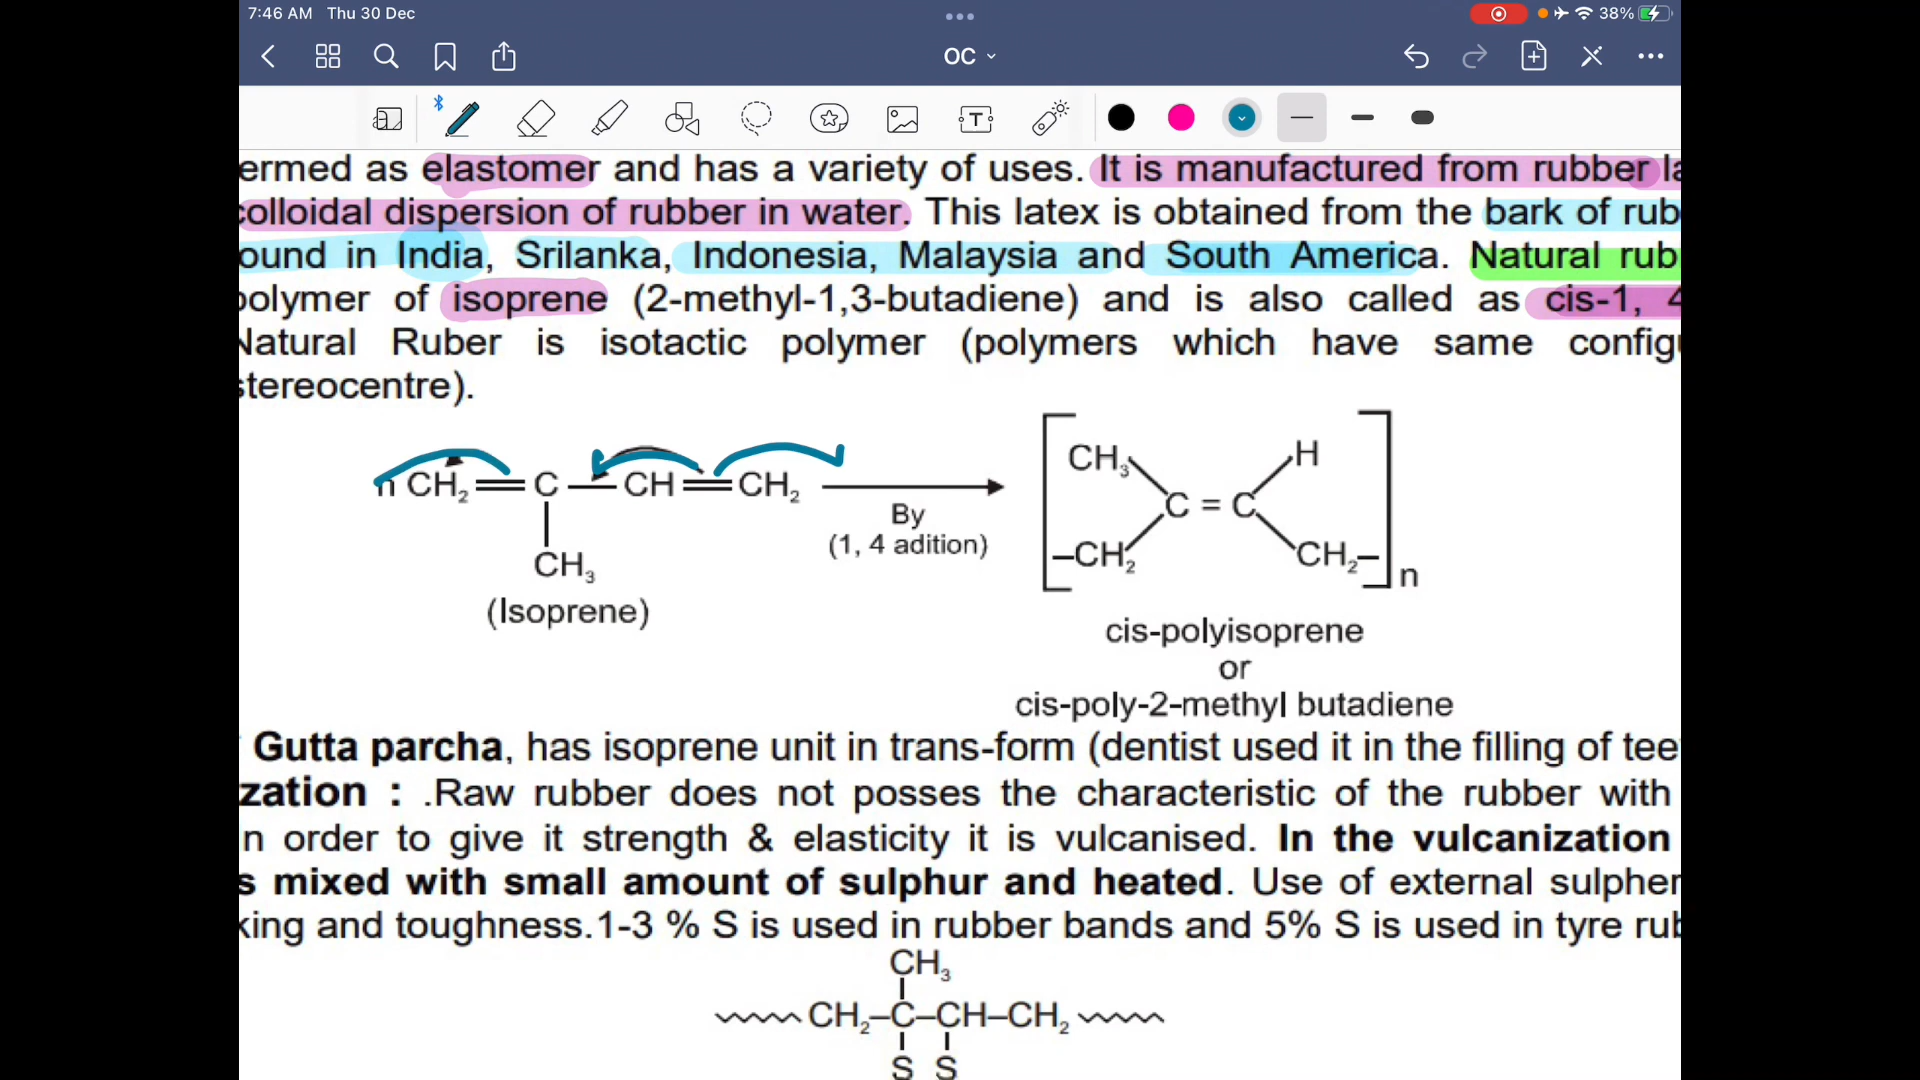 7:46 AM Thu 30 Dec
38%
OC
T
ermed as elastomer and has a variety of uses. It is manufactured from rubber la
colloidal dispersion of rubber in water. This latex is obtained from the bark of rub
ound in India, Srilanka, Indonesia, Malaysia and South America. Natural rub
polymer of isoprene (2-methyl-1,3-butadiene) and is also called as cis-1, 4
Natural Ruber is isotactic polymer (polymers which have same configu
stereocentre).
n CH₂=C—CH=CH₂
CH₃
(Isoprene)
By
(1, 4 adition)
CH₃ H
C = C
–CH₂ CH₂–
n
cis-polyisoprene
or
cis-poly-2-methyl butadiene
Gutta parcha, has isoprene unit in trans-form (dentist used it in the filling of tee
zation : .Raw rubber does not posses the characteristic of the rubber with
n order to give it strength & elasticity it is vulcanised. In the vulcanization
s mixed with small amount of sulphur and heated. Use of external sulpher
king and toughness.1-3 % S is used in rubber bands and 5% S is used in tyre rub
CH₃
CH₂–C–CH–CH₂
S S